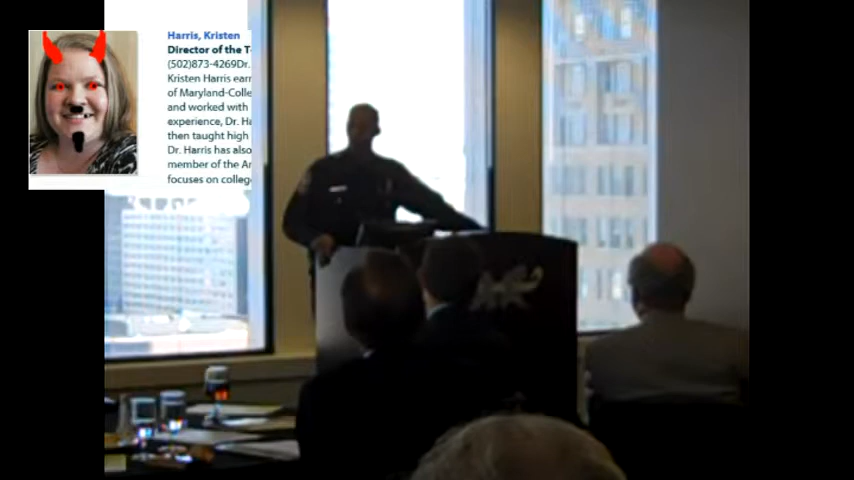 Harris, Kristen
Director of the T
(502)873-4269Dr.
Kristen Harris earn
of Maryland-Colle
and worked with
experience, Dr. Ha
then taught high
Dr. Harris has also
member of the Am
focuses on colleg